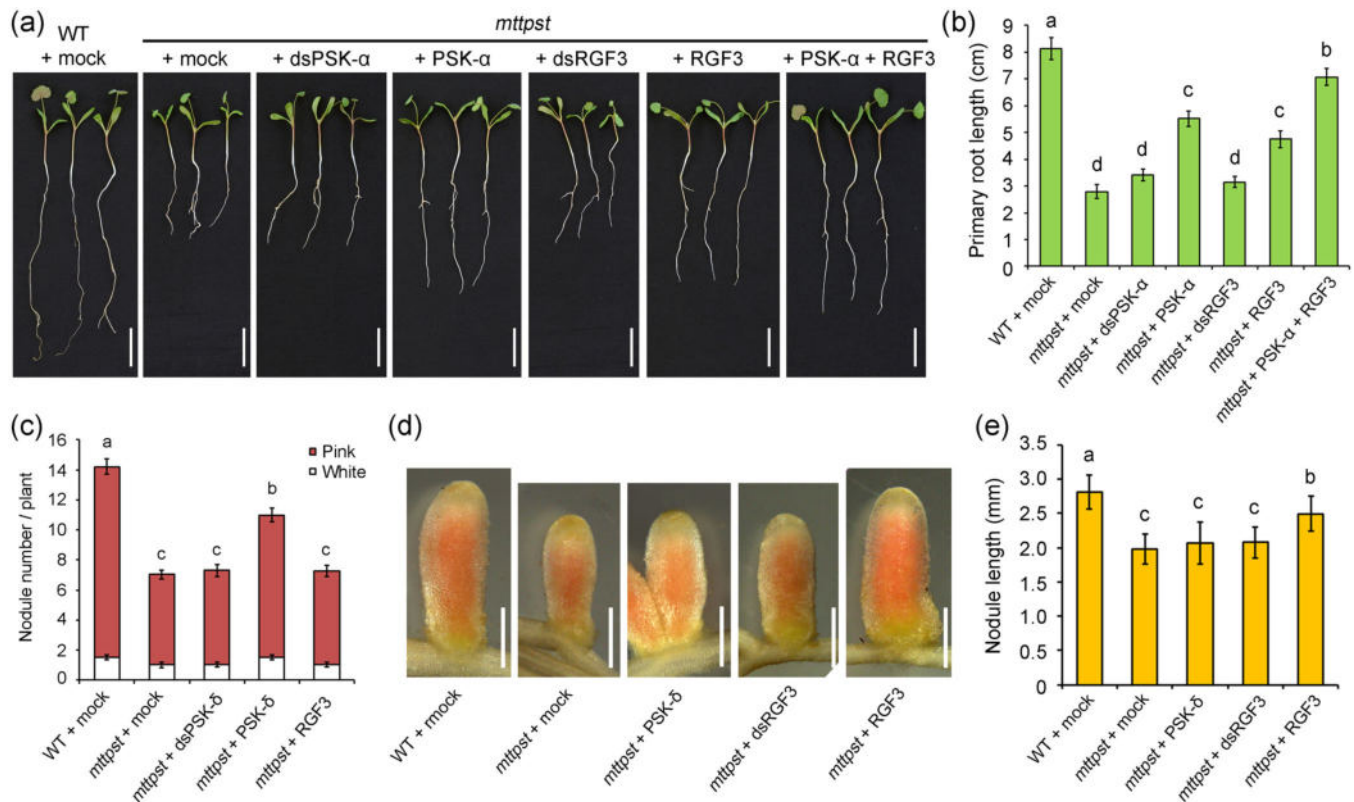 (a)
WT
+ mock
mttpst
+ mock
+ dsPSK-α
+ PSK-α
+ dsRGF3
+ RGF3
+ PSK-α + RGF3
(b)
Primary root length (cm)
9
8
7
6
5
4
3
2
1
0
a
d
d
c
d
c
b
WT + mock
mttpst + mock
mttpst + dsPSK-α
mttpst + PSK-α
mttpst + dsRGF3
mttpst + RGF3
mttpst + PSK-α + RGF3
(c)
Nodule number / plant
16
14
12
10
8
6
4
2
0
Pink
White
a
c
c
b
c
WT + mock
mttpst + mock
mttpst + dsPSK-δ
mttpst + PSK-δ
mttpst + RGF3
(d)
WT + mock
mttpst + mock
mttpst + PSK-δ
mttpst + dsRGF3
mttpst + RGF3
(e)
Nodule length (mm)
3.5
3.0
2.5
2.0
1.5
1.0
0.5
0
a
c
c
c
b
WT + mock
mttpst + mock
mttpst + PSK-δ
mttpst + dsRGF3
mttpst + RGF3